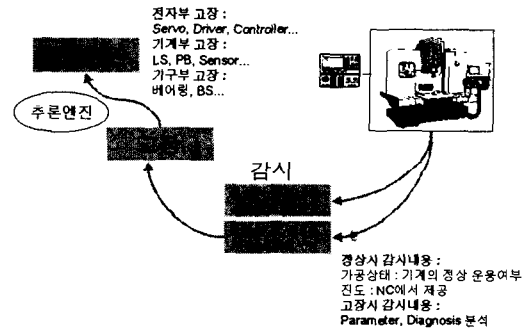 전자부 고장 :
Servo, Driver, Controller...
기계부 고장 :
LS, PB, Sensor...
가구부 고장 :
베어링, BS...
추론엔진
감시
정상시 감시내용 :
가공상태 : 기계의 정상 운용여부
진도 : NC에서 제공
고장시 감시내용 :
Parameter, Diagnosis 분석